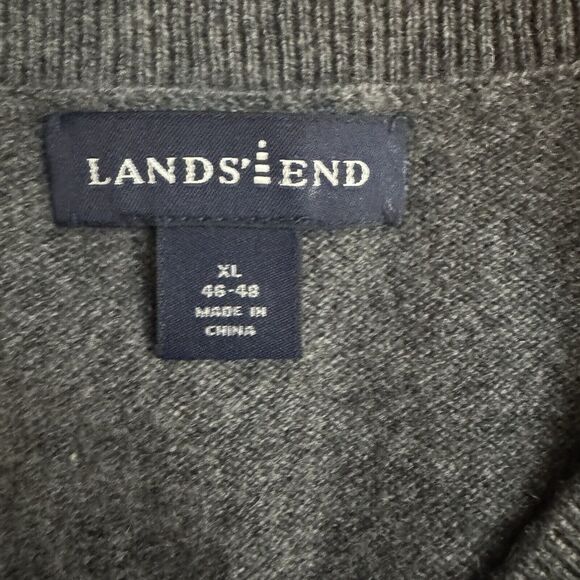 LANDS' END
XL
46-48
MADE IN
CHINA